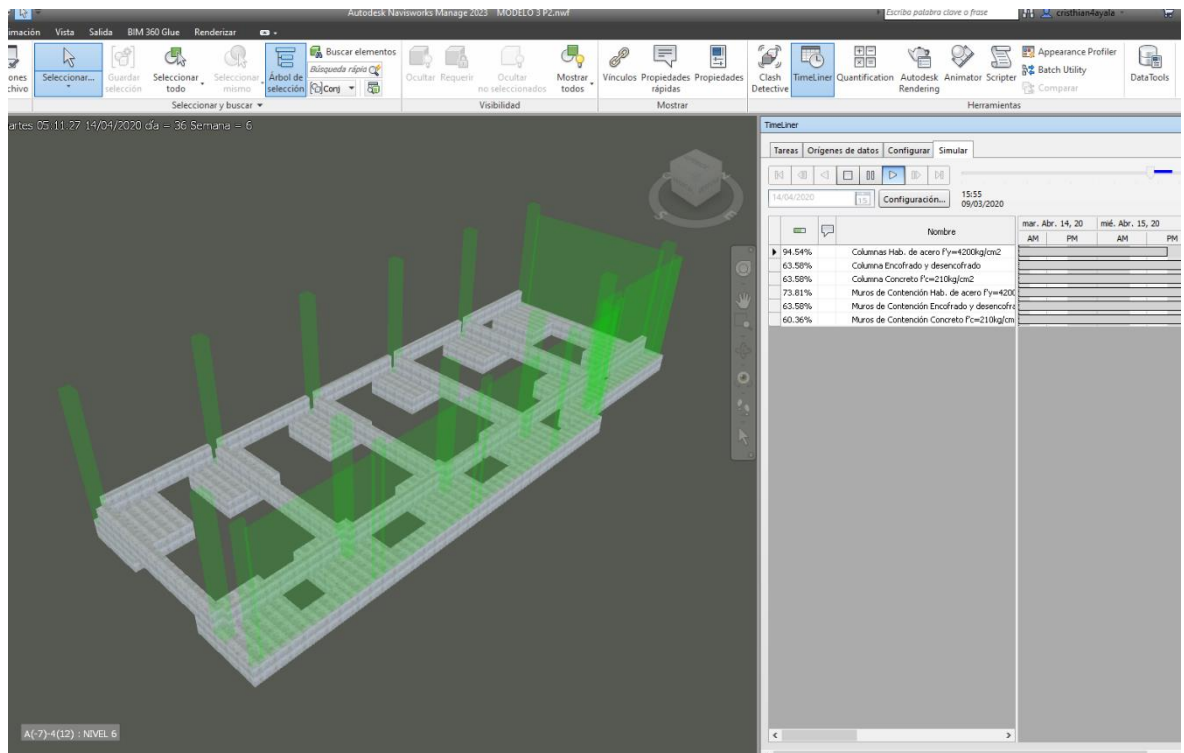 Autodesk Navisworks Manage 2023 MODELO 3 P2.nwf
Escriba palabra clave o frase
cristhian4ayala
mación Vista Salida BIM 360 Glue Renderizar
ones
chivo
Seleccionar...
Guardar selección
Seleccionar todo
Seleccionar mismo
Árbol de selección
Buscar elementos
Búsqueda rápida
Conj
Seleccionar y buscar
Ocultar Requerir
Ocultar no seleccionados
Mostrar todos
Visibilidad
Vínculos Propiedades rápidas Propiedades
Mostrar
Clash Detective
TimeLiner
Quantification
Autodesk Rendering
Animator
Scripter
Appearance Profiler
Batch Utility
Comparar
DataTools
Herramientas
artes 05:11:27 14/04/2020 día = 36 Semana = 6
A(-7)-4(12) : NIVEL 6
TimeLiner
Tareas Orígenes de datos Configurar Simular
14/04/2020 15 Configuración... 15:55
09/03/2020
Nombre
mar. Abr. 14, 20 mié. Abr. 15, 20
AM PM AM PM
94.54% Columnas Hab. de acero f'y=4200kg/cm2
63.58% Columna Encofrado y desencofrado
63.58% Columna Concreto f'c=210kg/cm2
73.81% Muros de Contención Hab. de acero f'y=4200
63.58% Muros de Contención Encofrado y desencofra
60.36% Muros de Contención Concreto f'c=210kg/cm